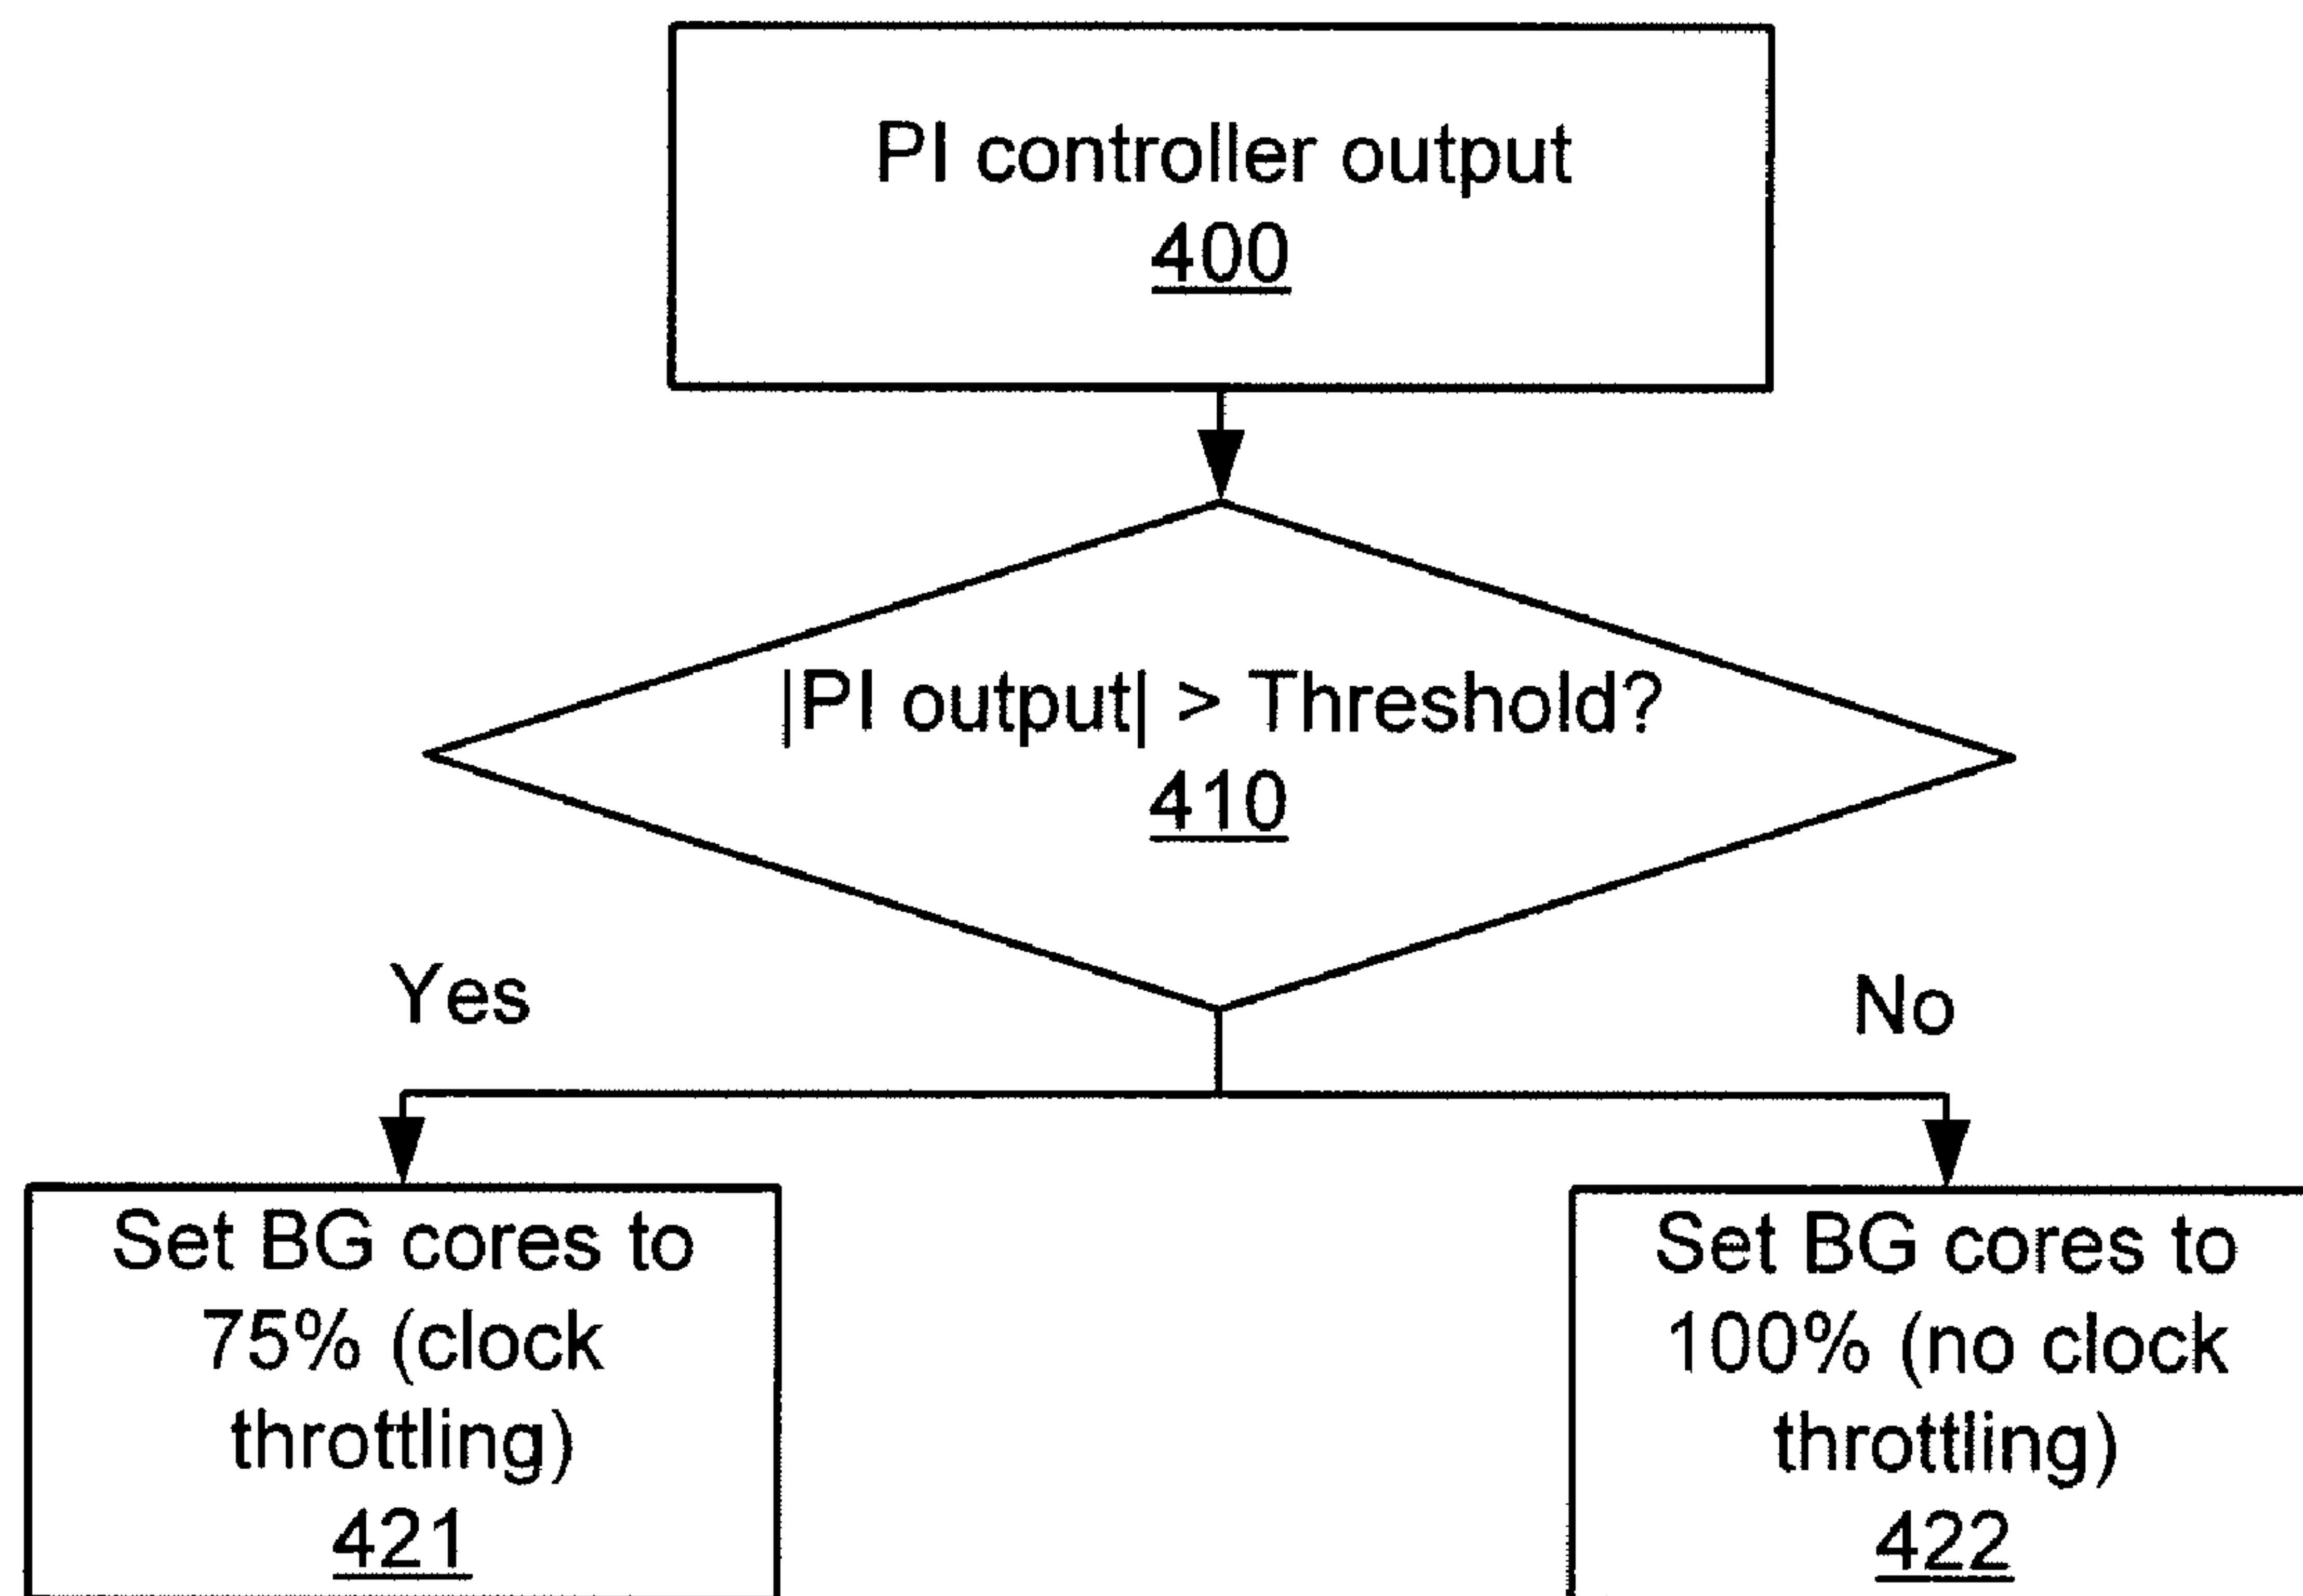 PI controller output
400
|PI output| > Threshold?
410
Yes
No
Set BG cores to
75% (clock
throttling)
421
Set BG cores to
100% (no clock
throttling)
422